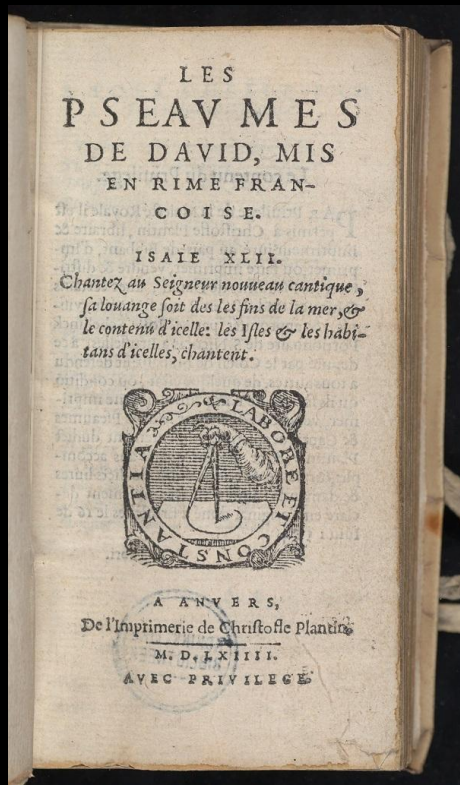 LES
PSEAVMES
DE DAVID, MIS
EN RIME FRAN-
COISE.
ISAIE XLII.
Chantez au Seigneur nouueau cantique,
sa louange soit des les fins de la mer, &
le contenu d'icelle: les Isles & les habi-
tans d'icelles, chantent.
LABORE ET CONSTANTIA
A ANVERS,
De l'Imprimerie de Christofle Plantin.
M. D. LXIIII.
AVEC PRIVILEGE.